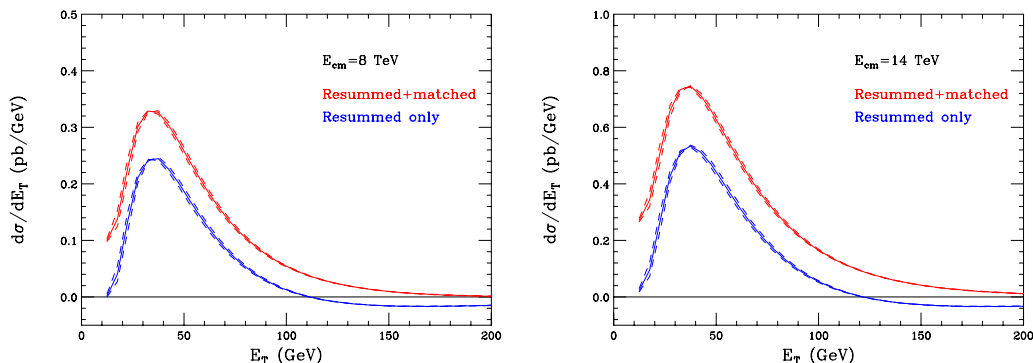 0.5
0.4
0.3
0.2
0.1
0.0
dσ/dE_T (pb/GeV)
E_cm=8 TeV
Resummed+matched
Resummed only
0 50 100 150 200
E_T (GeV)
1.0
0.8
0.6
0.4
0.2
0.0
dσ/dE_T (pb/GeV)
E_cm=14 TeV
Resummed+matched
Resummed only
0 50 100 150 200
E_T (GeV)